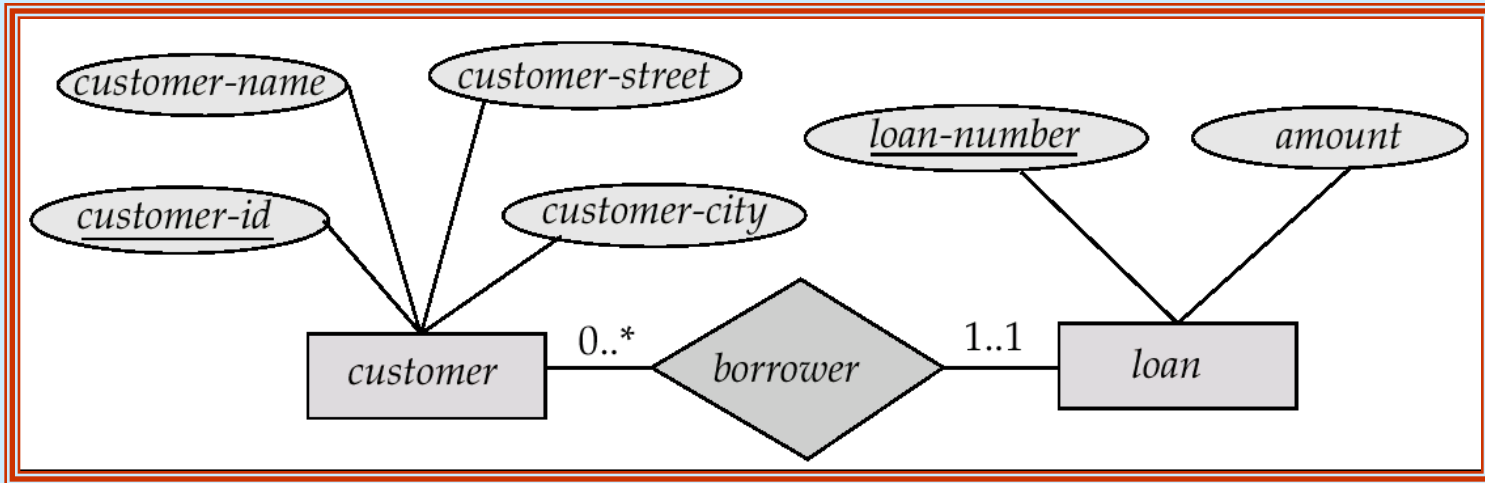 customer-name
customer-street
loan-number
amount
customer-id
customer-city
0..*
1..1
customer
borrower
loan